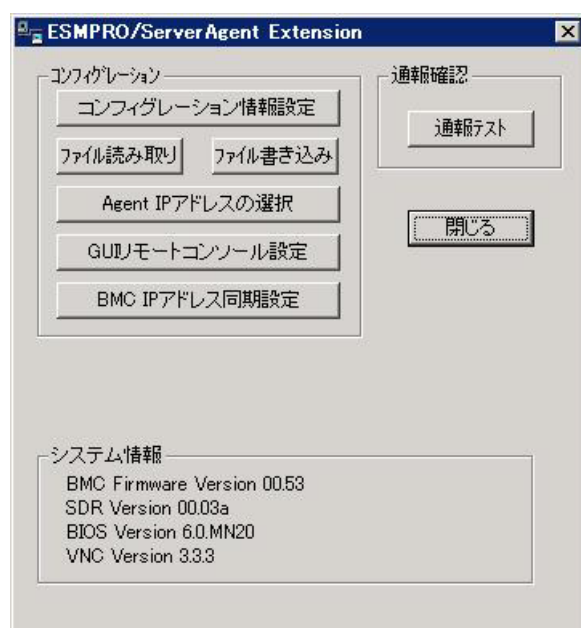 ESMPRO/ServerAgent Extension
コンフィグレーション
コンフィグレーション情報設定
ファイル読み取り
ファイル書き込み
Agent IPアドレスの選択
GUIリモートコンソール設定
BMC IPアドレス同期設定
通報確認
通報テスト
閉じる
システム情報
BMC Firmware Version 00.53
SDR Version 00.03a
BIOS Version 6.0.MN20
VNC Version 3.3.3